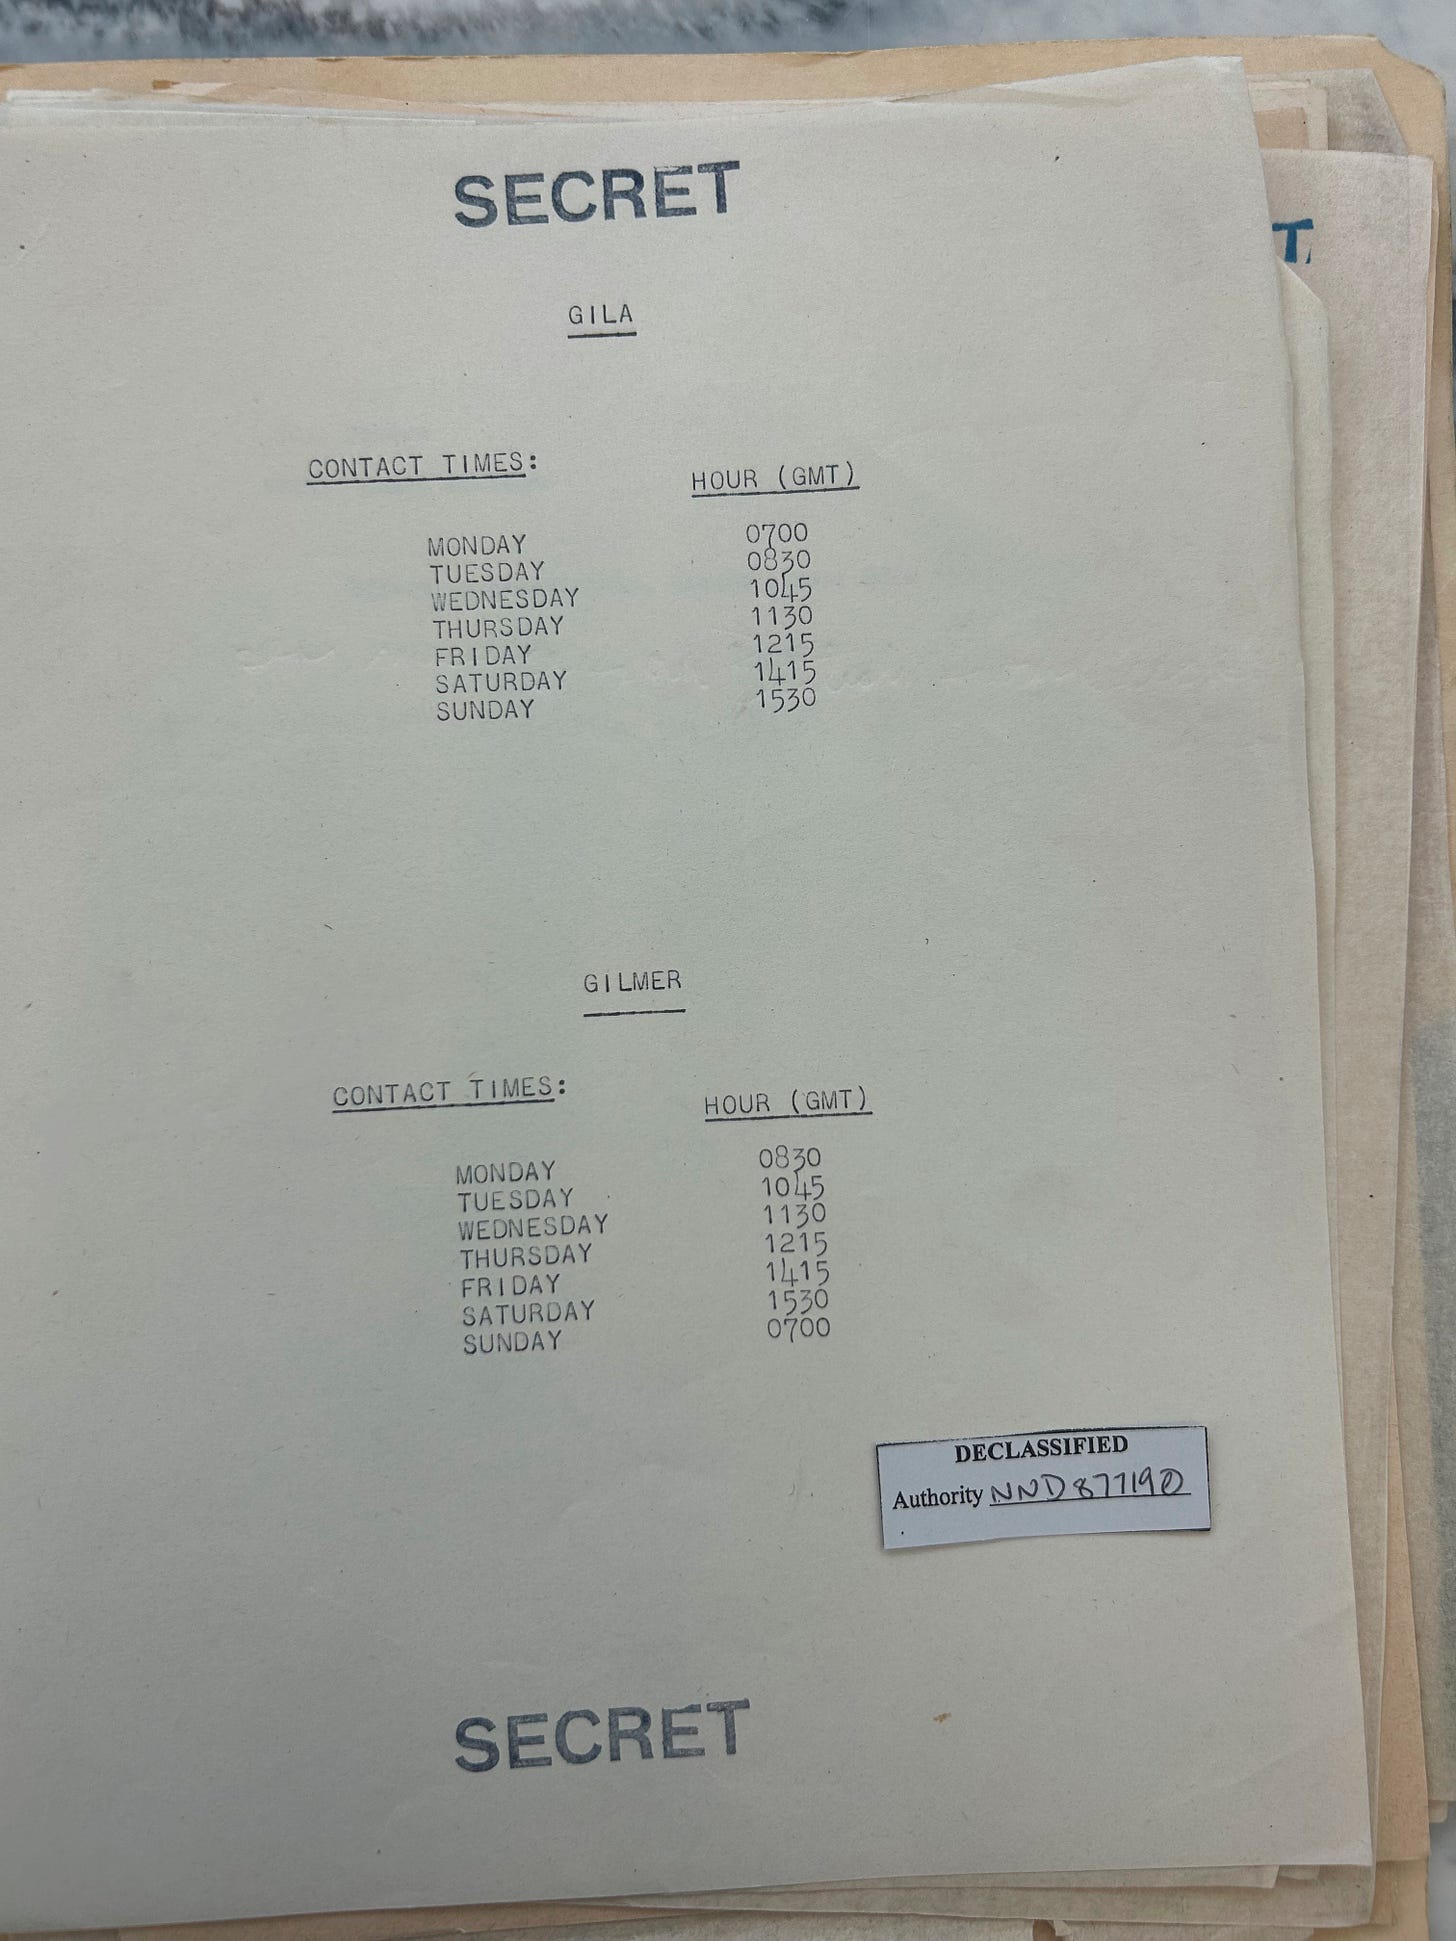 SECRET
T
GILA
CONTACT TIMES: HOUR (GMT)
MONDAY 0700
TUESDAY 0830
WEDNESDAY 1045
THURSDAY 1130
FRIDAY 1215
SATURDAY 1415
SUNDAY 1530
GILMER
CONTACT TIMES: HOUR (GMT)
MONDAY 0830
TUESDAY 1045
WEDNESDAY 1130
THURSDAY 1215
FRIDAY 1415
SATURDAY 1530
SUNDAY 0700
DECLASSIFIED
Authority NND877190
SECRET